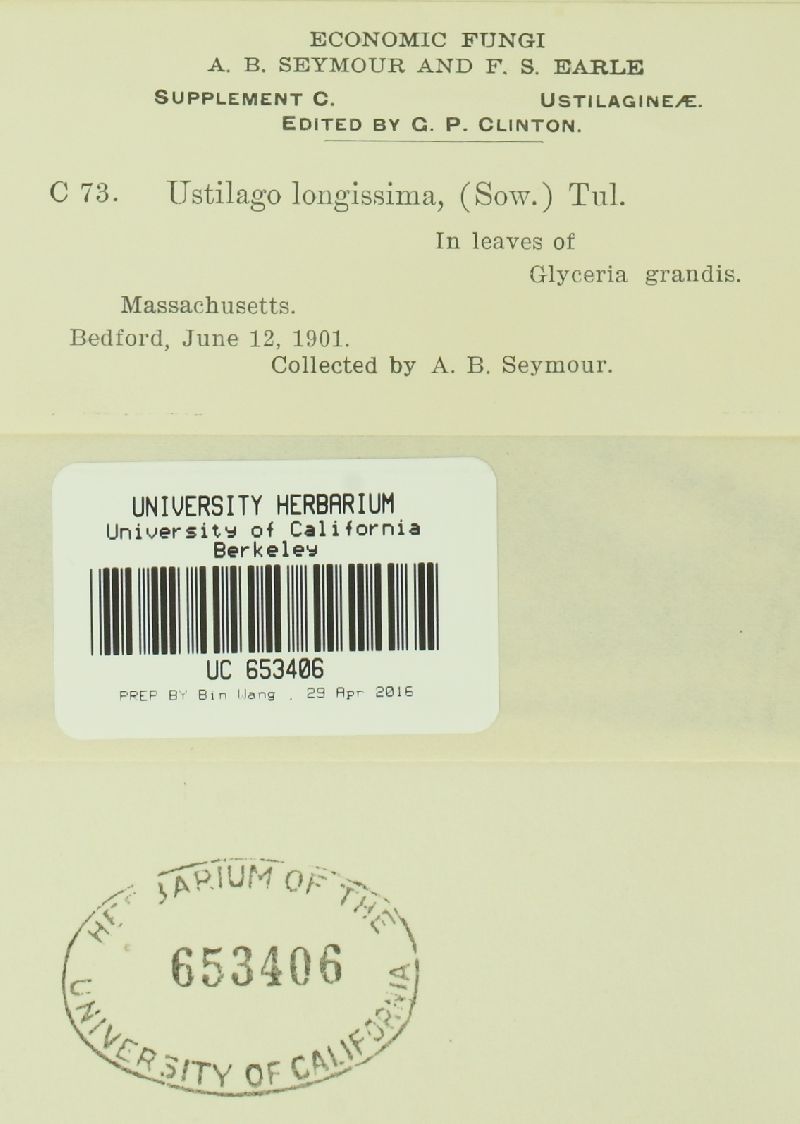 ECONOMIC FUNGI
A. B. SEYMOUR AND F. S. EARLE
SUPPLEMENT C. USTILAGINEÆ.
EDITED BY G. P. CLINTON.
C 73. Ustilago longissima, (Sow.) Tul.
In leaves of
Glyceria grandis.
Massachusetts.
Bedford, June 12, 1901.
Collected by A. B. Seymour.
UNIVERSITY HERBARIUM
University of California
Berkeley
UC 653406
PREP BY Bin Wang . 29 Apr 2016
HERBARIUM OF THE
653406
UNIVERSITY OF CALIFORNIA